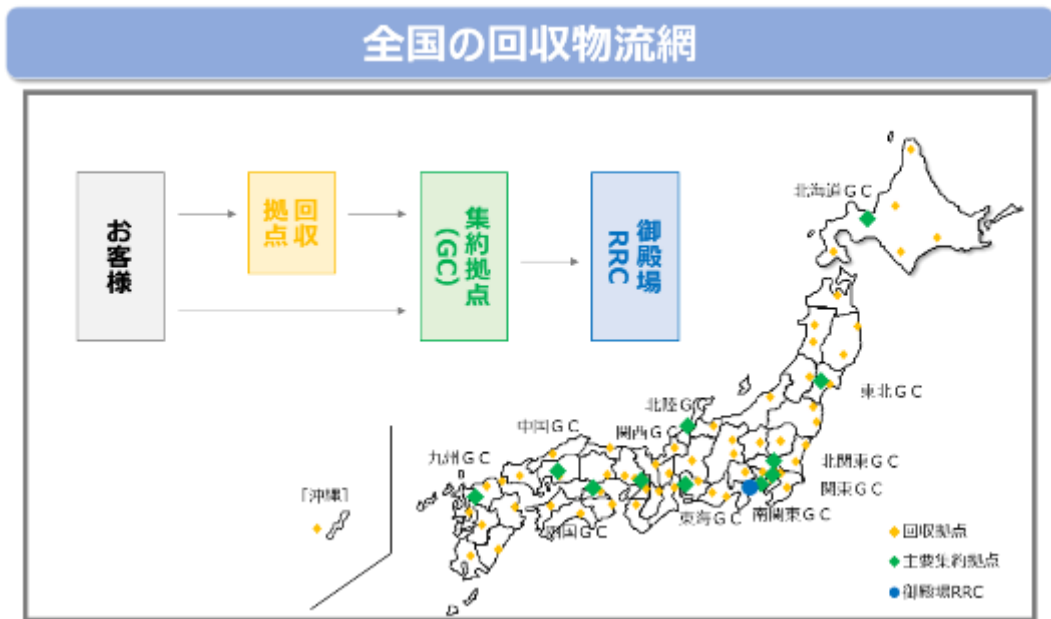 全国の回収物流網
お客様
回収
拠点
集約拠点
(GC)
御殿場
RRC
北海道GC
東北GC
北陸GC
中国GC
関西GC
九州GC
北関東GC
[沖縄]
関東GC
東海GC
南関東GC
四国GC
回収拠点
主要集約拠点
御殿場RRC